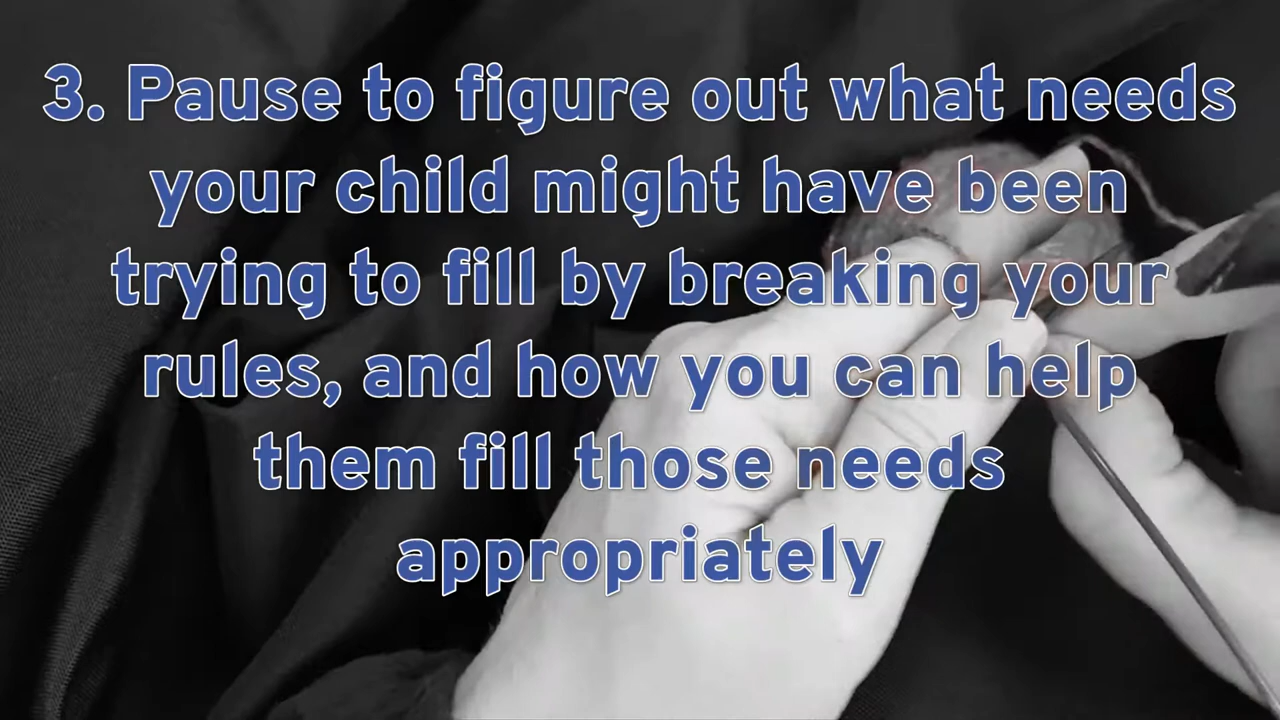 3. Pause to figure out what needs
your child might have been
trying to fill by breaking your
rules, and how you can help
them fill those needs
appropriately